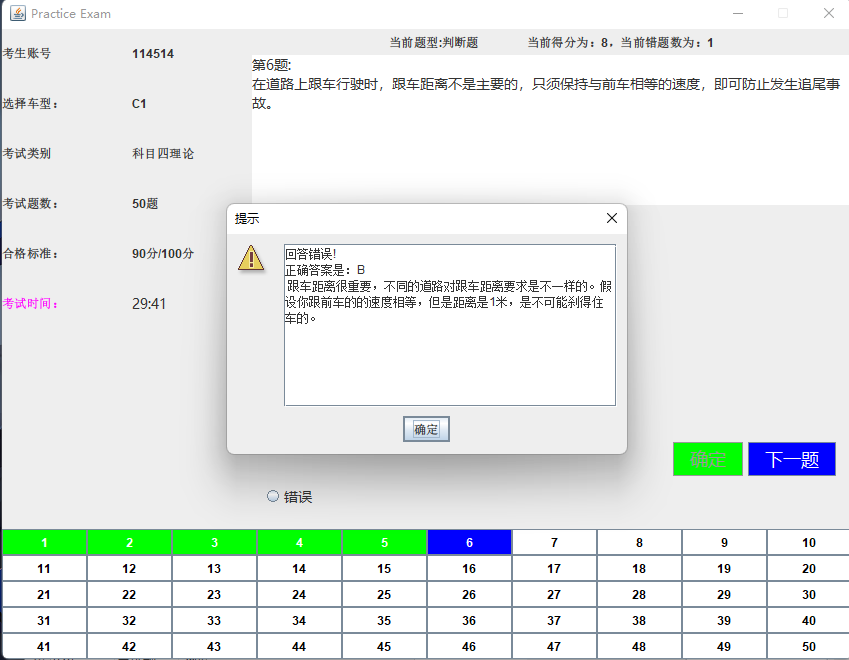 Practice Exam
当前题型:判断题 当前得分为：8，当前错题数为：1
考生账号 114514
选择车型： C1
考试类别 科目四理论
考试题数： 50题
合格标准： 90分/100分
考试时间： 29:41
第6题:
在道路上跟车行驶时，跟车距离不是主要的，只须保持与前车相等的速度，即可防止发生追尾事
故。
提示
回答错误!
正确答案是：B
跟车距离很重要，不同的道路对跟车距离要求是不一样的。假
设你跟前车的的速度相等，但是距离是1米，是不可能刹得住
车的。
确定
确定 下一题
错误
1 2 3 4 5 6 7 8 9 10
11 12 13 14 15 16 17 18 19 20
21 22 23 24 25 26 27 28 29 30
31 32 33 34 35 36 37 38 39 40
41 42 43 44 45 46 47 48 49 50